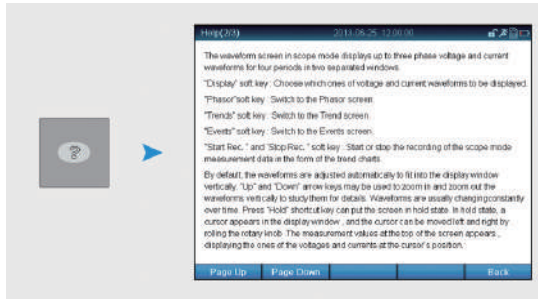 ?
Help(2/3) 2013-06-25 12:00:00
The waveform screen in scope mode displays up to three phase voltage and current
waveforms for four periods in two separated windows.
"Display" soft key : Choose which ones of voltage and current waveforms to be displayed.
"Phasor"soft key : Switch to the Phasor screen.
"Trends" soft key : Switch to the Trend screen.
"Events" soft key : Switch to the Events screen.
"Start Rec. " and "Stop Rec. " soft key : Start or stop the recording of the scope mode
measurement data in the form of the trend charts.
By default, the waveforms are adjusted automatically to fit into the display window
vertically. "Up" and "Down" arrow keys may be used to zoom in and zoom out the
waveforms vertically to study them for details. Waveforms are usually changing constantly
over time. Press "Hold" shortcut key can put the screen in hold state. In hold state, a
cursor appears in the display window , and the cursor can be moved left and right by
rolling the rotary knob. The measurement values at the top of the screen appears ,
displaying the ones of the voltages and currents at the cursor's position.
Page Up Page Down Back